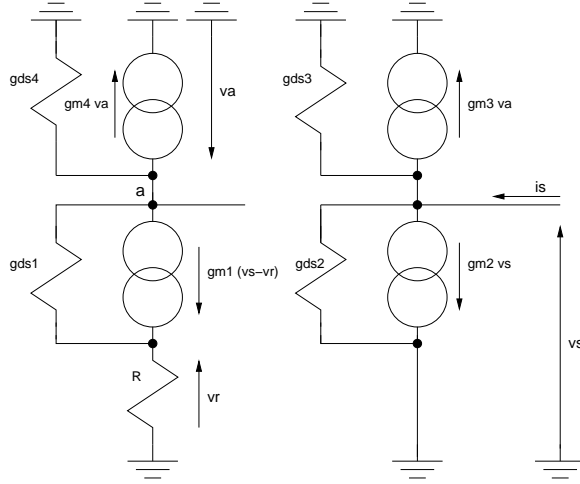 gds4
gm4 va
va
gds3
gm3 va
a
is
gds1
gm1 (vs–vr)
gds2
gm2 vs
vs
R
vr